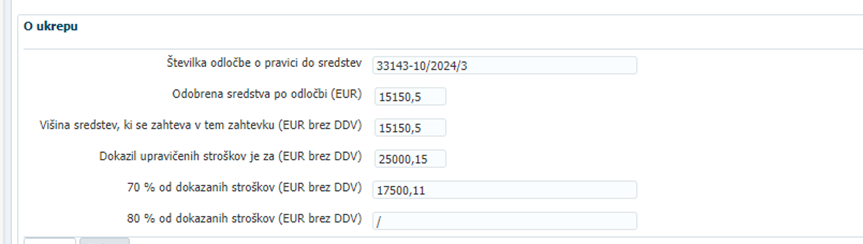 O ukrepu
Številka odločbe o pravici do sredstev 33143-10/2024/3
Odobrena sredstva po odločbi (EUR) 15150,5
Višina sredstev, ki se zahteva v tem zahtevku (EUR brez DDV) 15150,5
Dokazil upravičenih stroškov je za (EUR brez DDV) 25000,15
70 % od dokazanih stroškov (EUR brez DDV) 17500,11
80 % od dokazanih stroškov (EUR brez DDV) /